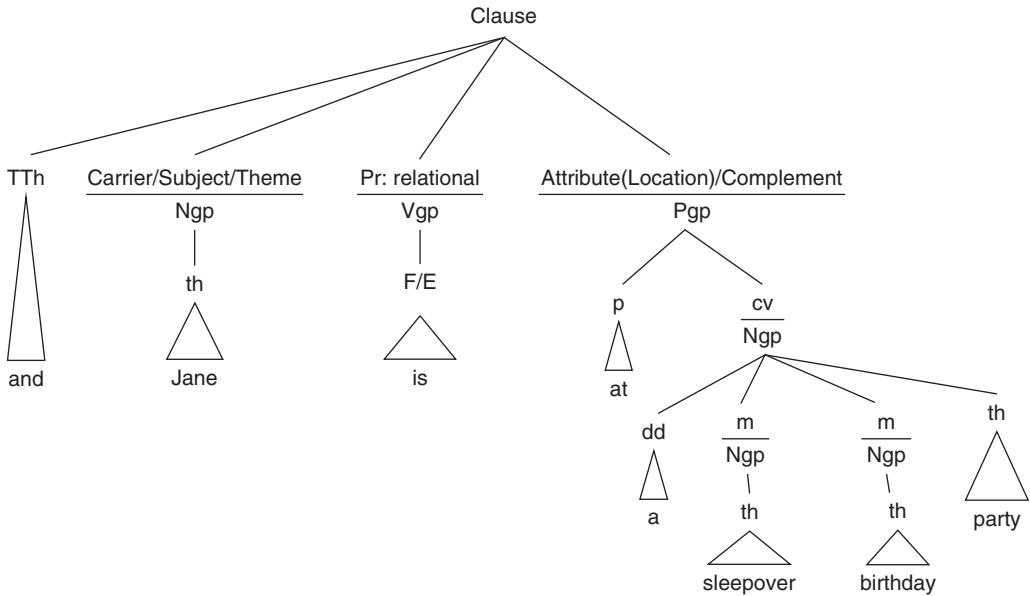 Clause
TTh Carrier/Subject/Theme Pr: relational Attribute(Location)/Complement
Ngp Vgp Pgp
th F/E p cv
Ngp
and Jane is at
dd m m th
Ngp Ngp
a th th party
sleepover birthday